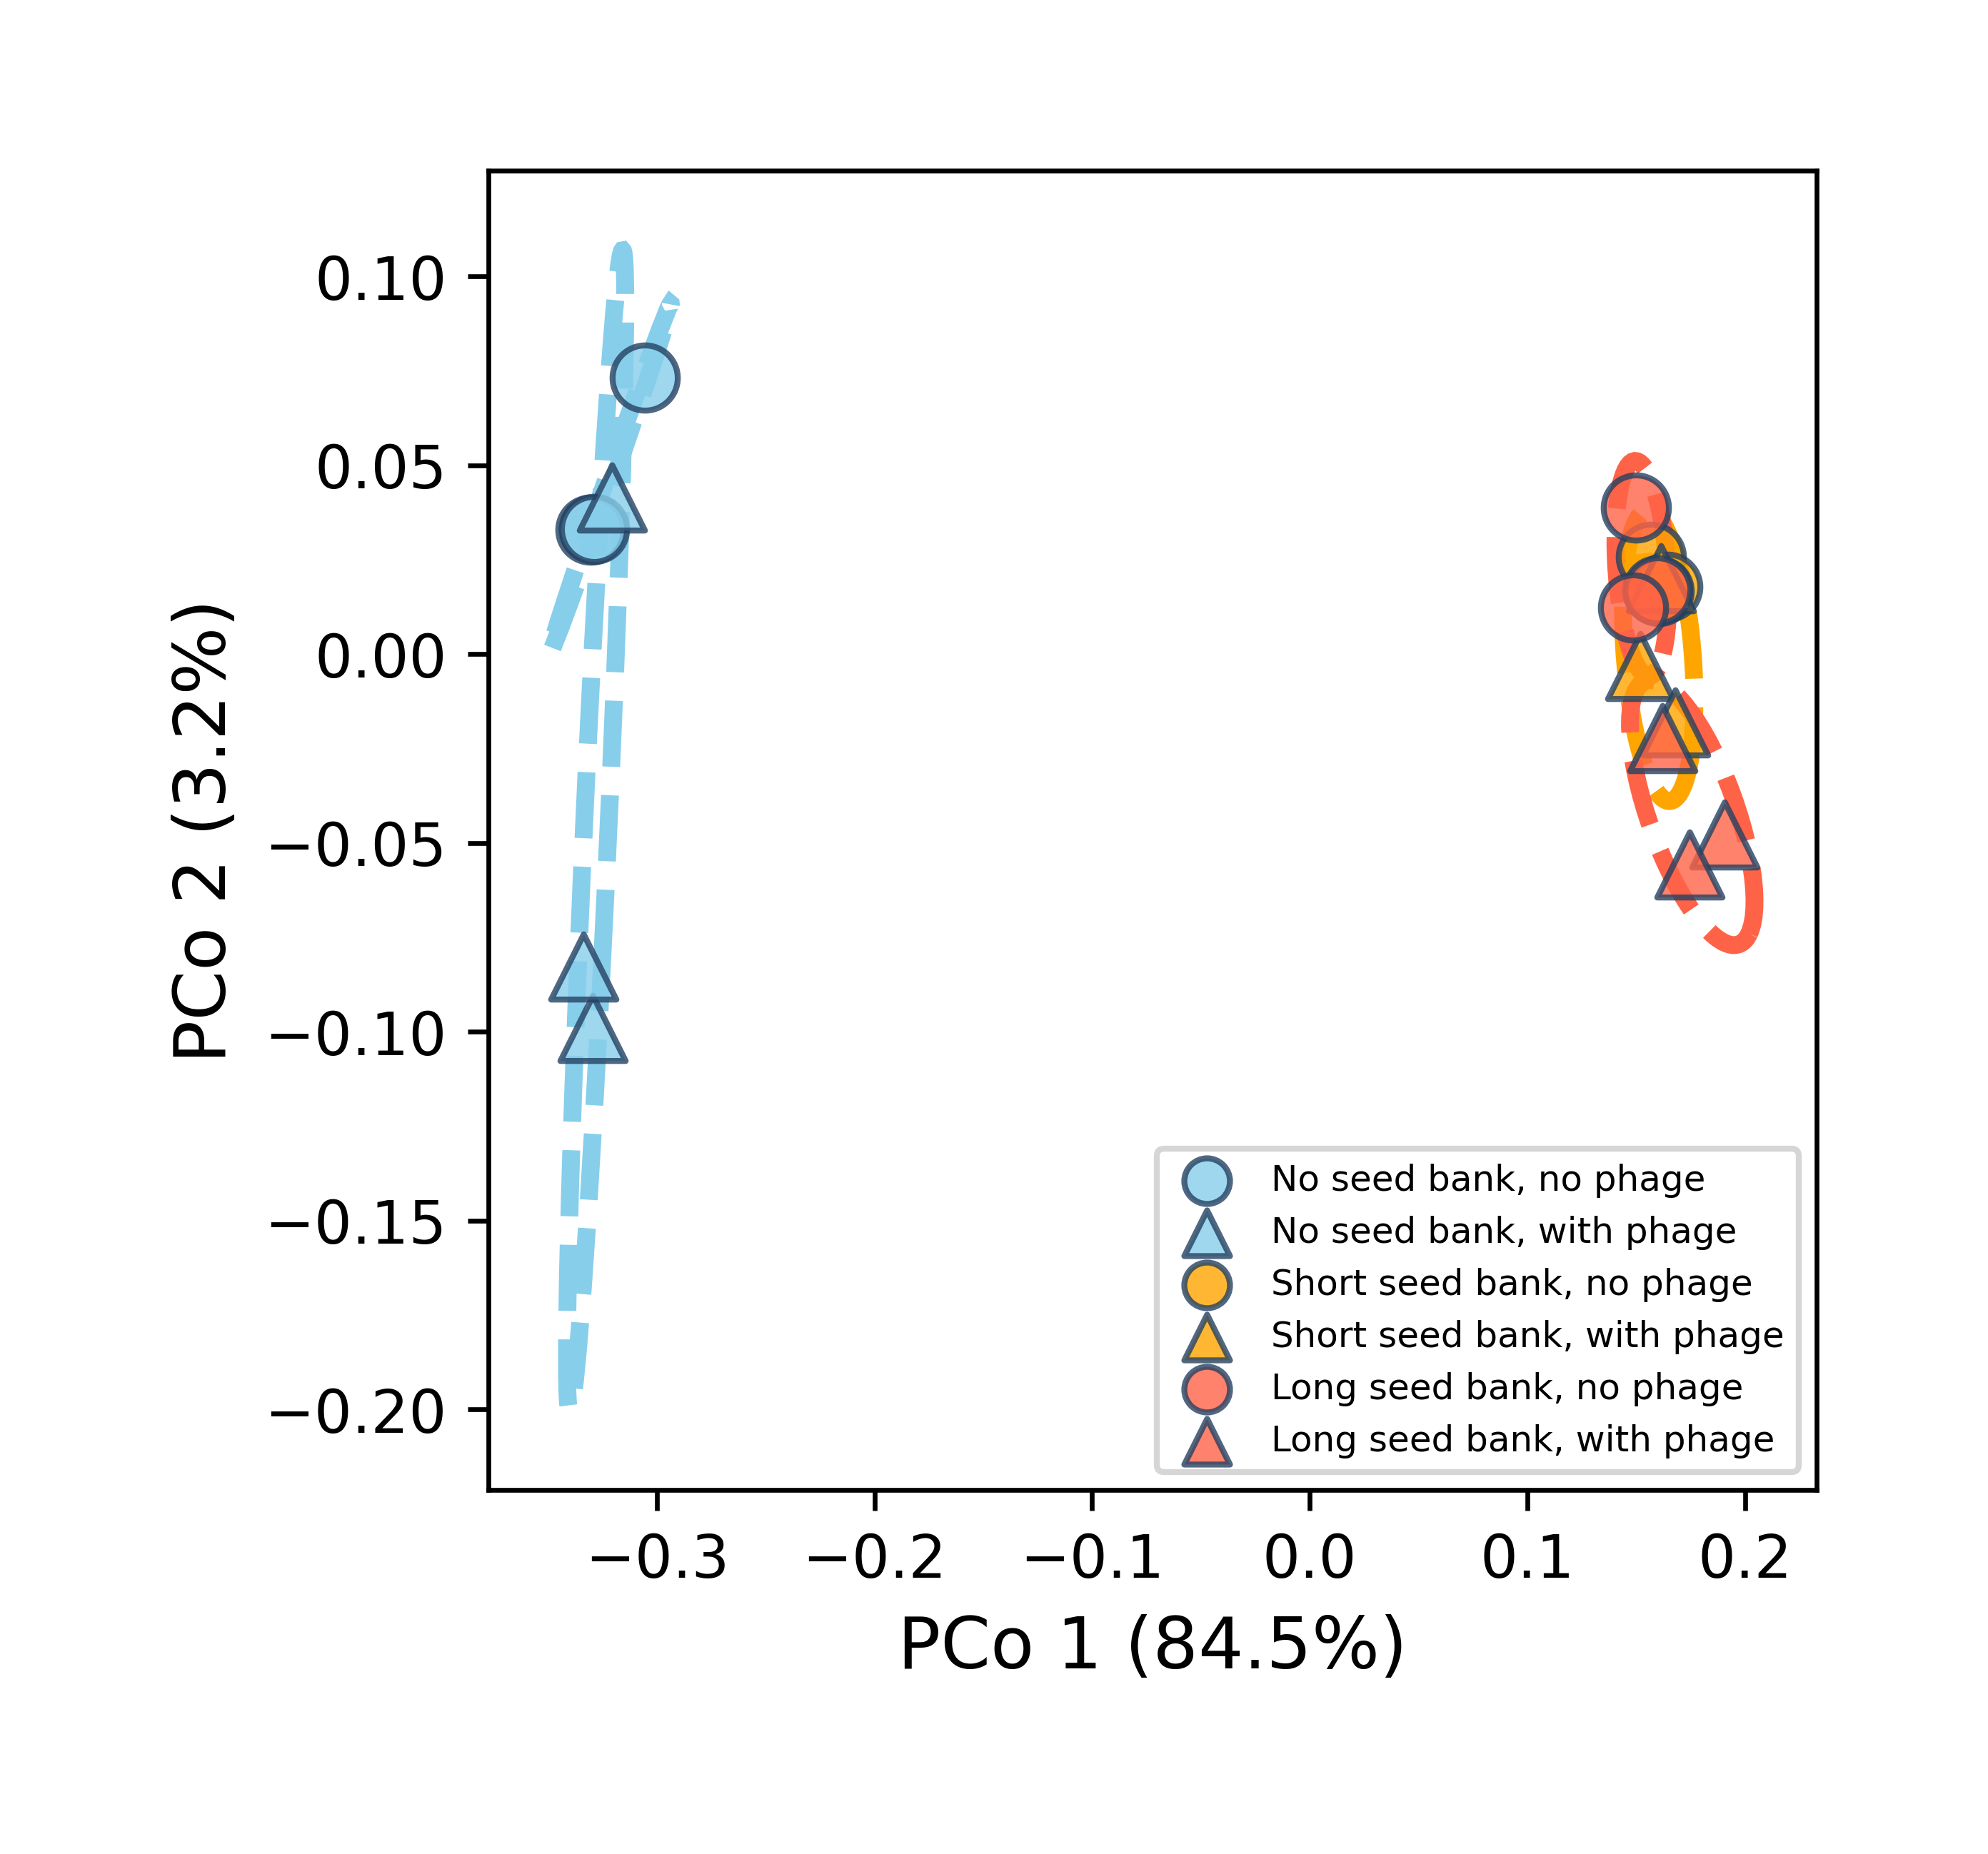 0.10
0.05
0.00
−0.05
−0.10
−0.15
−0.20
PCo 2 (3.2%)
No seed bank, no phage
No seed bank, with phage
Short seed bank, no phage
Short seed bank, with phage
Long seed bank, no phage
Long seed bank, with phage
−0.3 −0.2 −0.1 0.0 0.1 0.2
PCo 1 (84.5%)